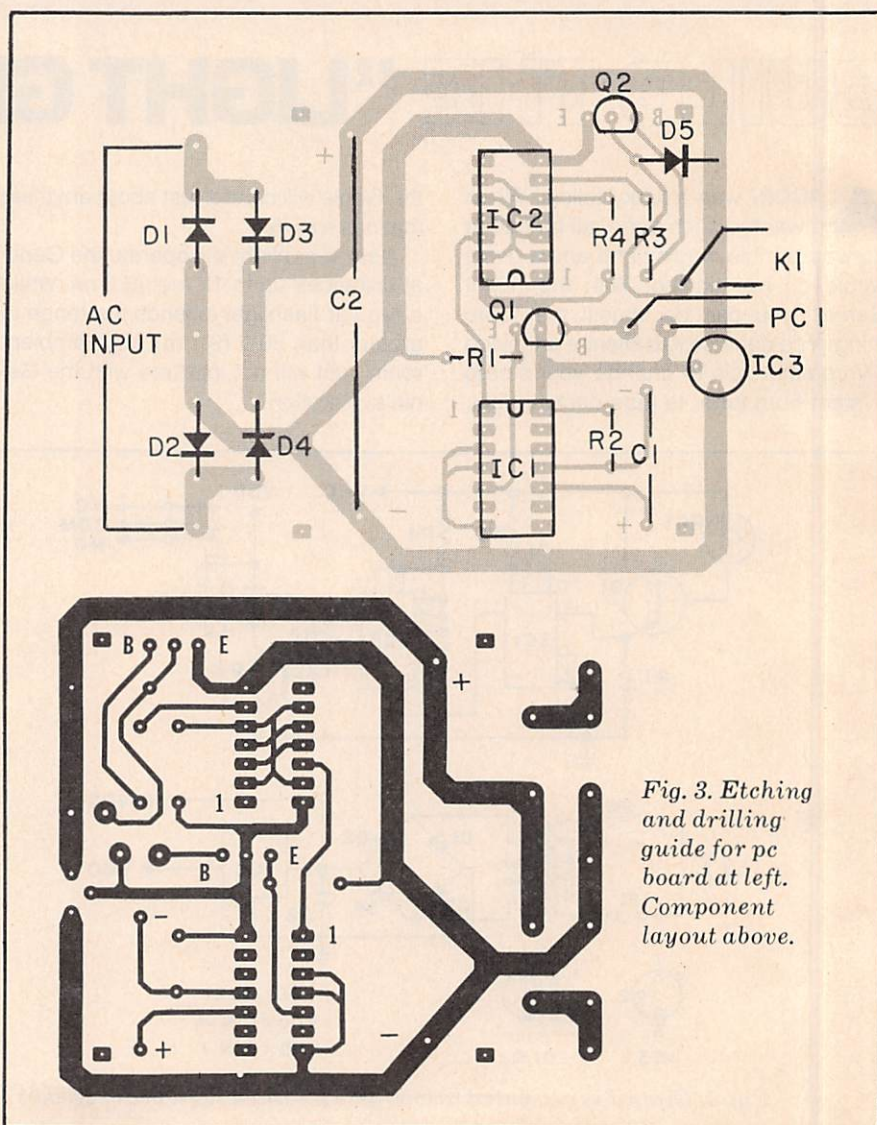 Q2
E
B
D5
+
D1
D3
IC2
R4
R3
K1
1
C2
Q1
PC1
AC
INPUT
E
B
R1
IC3
-
1
D2
D4
IC1
R2
C1
-
+
B
E
+
1
B
E
-
1
-
+
Fig. 3. Etching
and drilling
guide for pc
board at left.
Component
layout above.